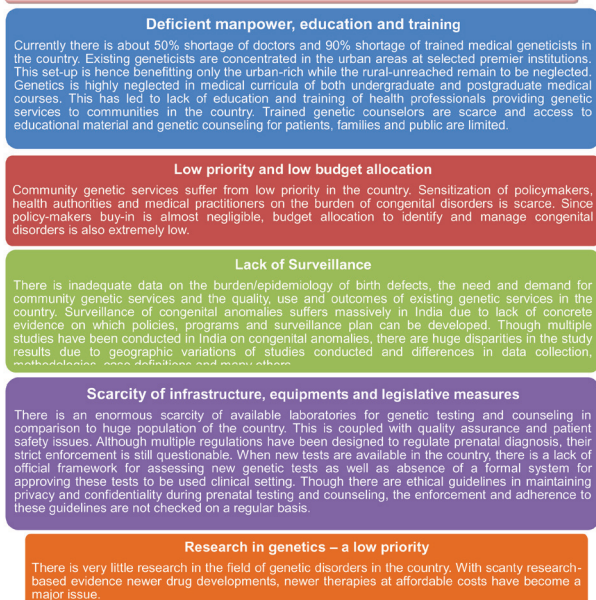 Deficient manpower, education and training
Currently there is about 50% shortage of doctors and 90% shortage of trained medical geneticists in
the country. Existing geneticists are concentrated in the urban areas at selected premier institutions.
This set-up is hence benefitting only the urban-rich while the rural-unreached remain to be neglected.
Genetics is highly neglected in medical curricula of both undergraduate and postgraduate medical
courses. This has led to lack of education and training of health professionals providing genetic
services to communities in the country. Trained genetic counselors are scarce and access to
educational material and genetic counseling for patients, families and public are limited.
Low priority and low budget allocation
Community genetic services suffer from low priority in the country. Sensitization of policymakers,
health authorities and medical practitioners on the burden of congenital disorders is scarce. Since
policy-makers buy-in is almost negligible, budget allocation to identify and manage congenital
disorders is also extremely low.
Lack of Surveillance
There is inadequate data on the burden/epidemiology of birth defects, the need and demand for
community genetic services and the quality, use and outcomes of existing genetic services in the
country. Surveillance of congenital anomalies suffers massively in India due to lack of concrete
evidence on which policies, programs and surveillance plan can be developed. Though multiple
studies have been conducted in India on congenital anomalies, there are huge disparities in the study
results due to geographic variations of studies conducted and differences in data collection,
methodologies, case definitions and many others
Scarcity of infrastructure, equipments and legislative measures
There is an enormous scarcity of available laboratories for genetic testing and counseling in
comparison to huge population of the country. This is coupled with quality assurance and patient
safety issues. Although multiple regulations have been designed to regulate prenatal diagnosis, their
strict enforcement is still questionable. When new tests are available in the country, there is a lack of
official framework for assessing new genetic tests as well as absence of a formal system for
approving these tests to be used clinical setting. Though there are ethical guidelines in maintaining
privacy and confidentiality during prenatal testing and counseling, the enforcement and adherence to
these guidelines are not checked on a regular basis.
Research in genetics – a low priority
There is very little research in the field of genetic disorders in the country. With scanty research-
based evidence newer drug developments, newer therapies at affordable costs have become a
major issue.